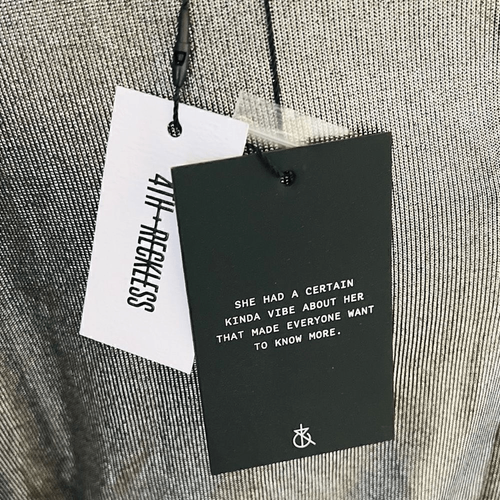 4TH + RECKLESS
SHE HAD A CERTAIN
KINDA VIBE ABOUT HER
THAT MADE EVERYONE WANT
TO KNOW MORE.